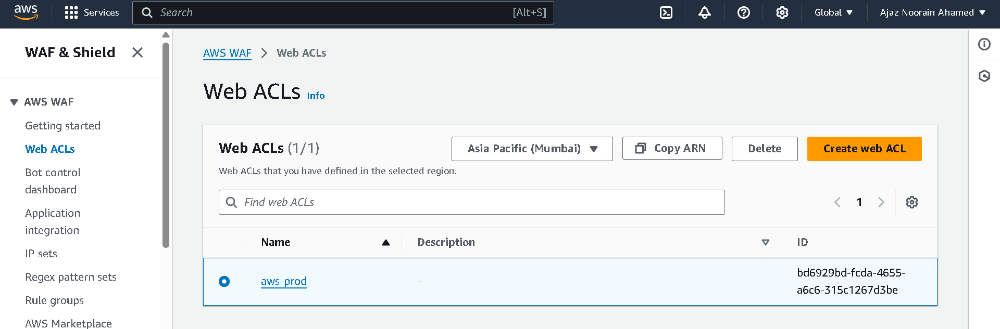 aws
Services
Search
[Alt+S]
Global
Ajaz Noorain Ahamed
WAF & Shield
AWS WAF
Getting started
Web ACLs
Bot control
dashboard
Application
integration
IP sets
Regex pattern sets
Rule groups
AWS Marketplace
AWS WAF
Web ACLs
Web ACLs Info
Web ACLs (1/1)
Asia Pacific (Mumbai)
Copy ARN
Delete
Create web ACL
Web ACLs that you have defined in the selected region.
Find web ACLs
1
Name
Description
ID
aws-prod
-
bd6929bd-fcda-4655-
a6c6-315c1267d3be